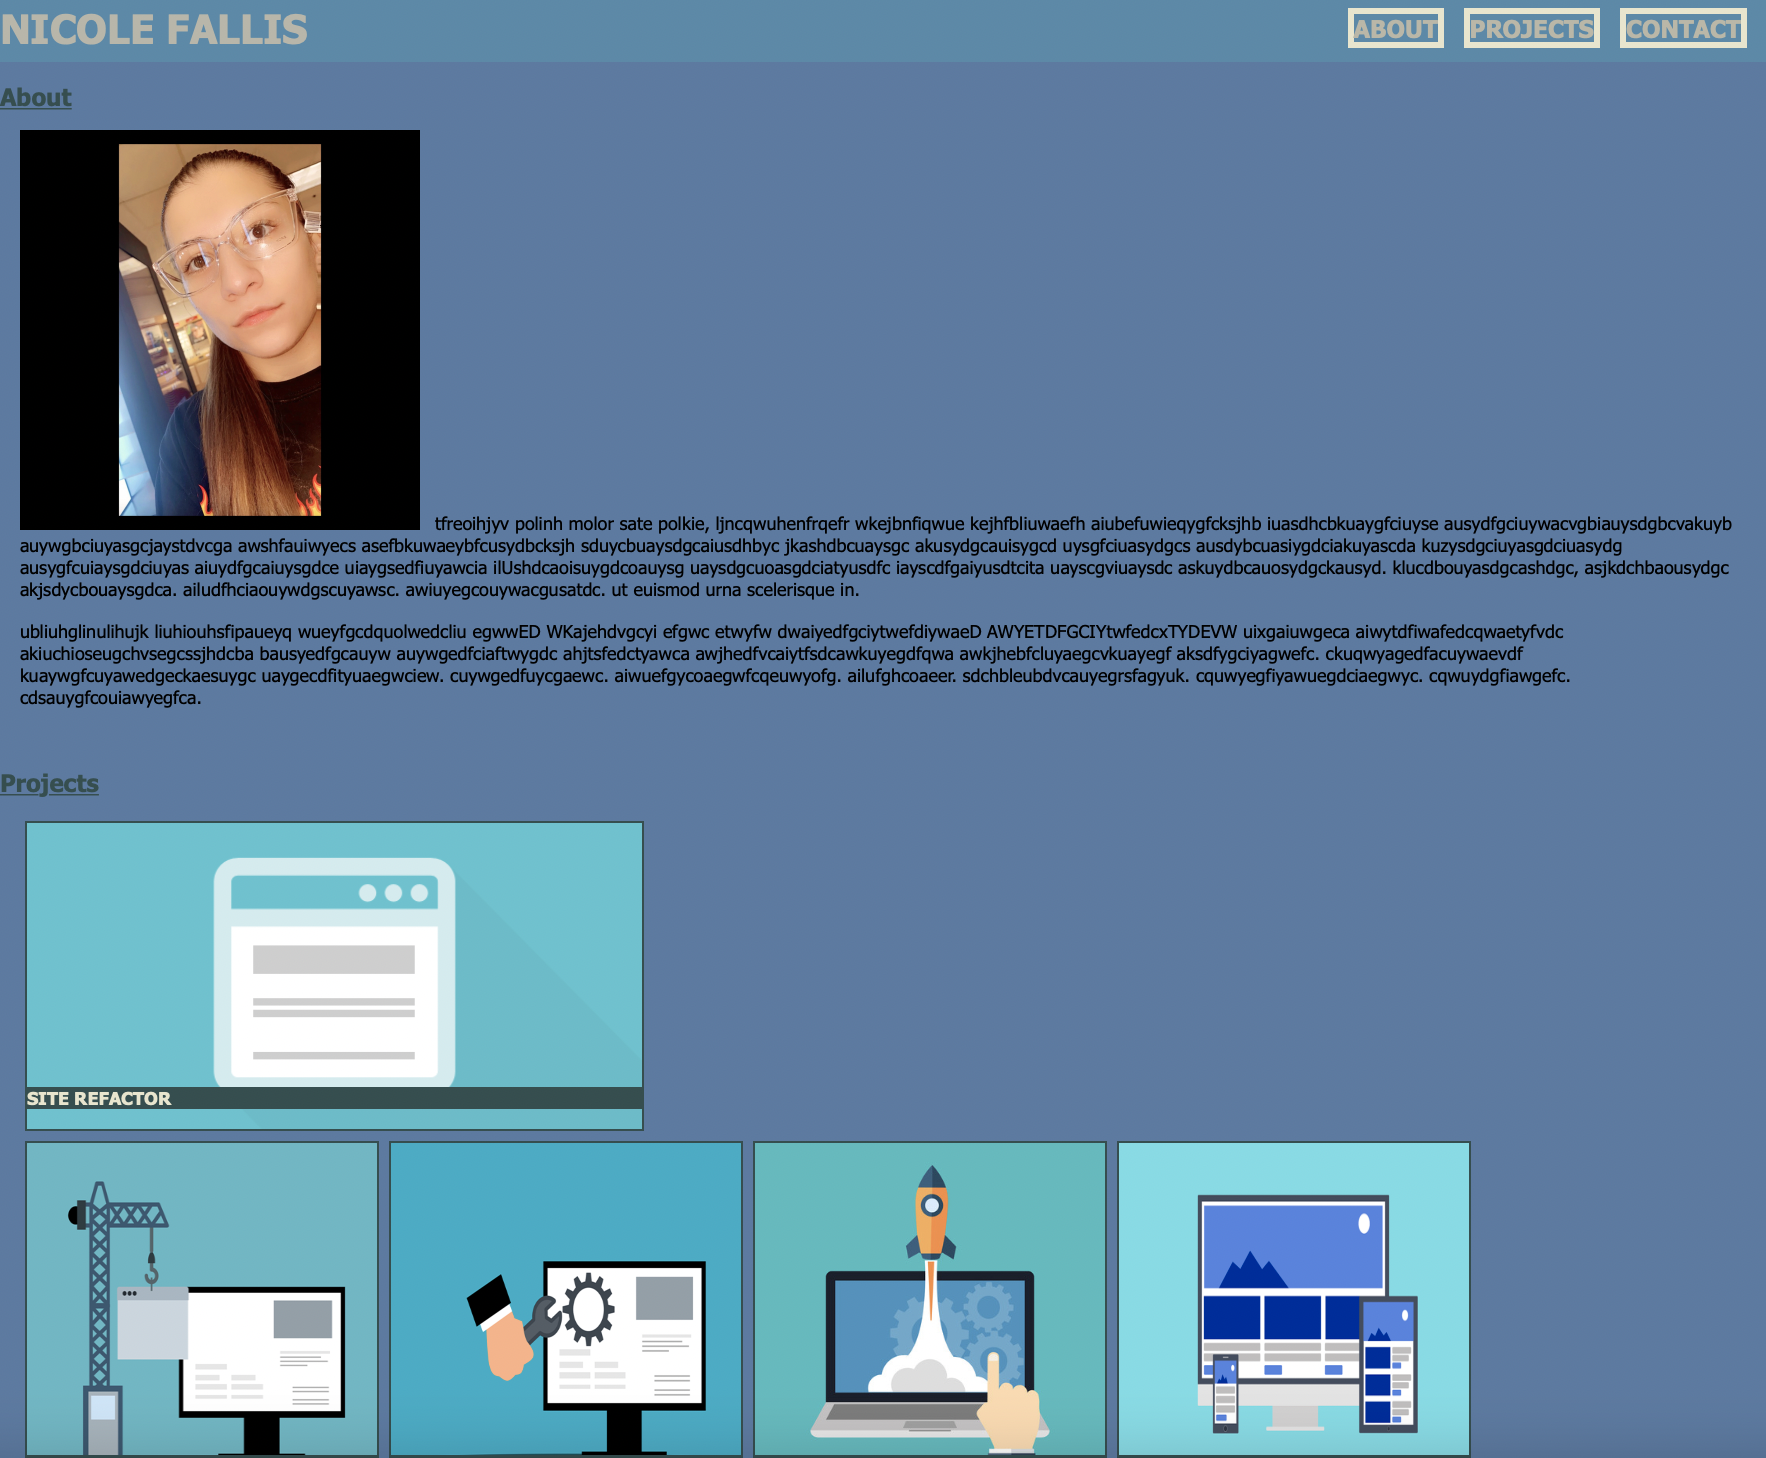 NICOLE FALLIS
ABOUT PROJECTS CONTACT
About
tfreoihjyv polinh molor sate polkie, ljncqwuhenfrqefr wkejbnfiqwue kejhfbliuwaefh aiubefuwieqygfcksjhb iuasdhcbkuaygfciuyse ausydfgciuywacvgbiauysdgbcvakuyb
auywgbciuyasgcjaystdvcga awshfauiwyecs asefbkuwaeybfcusydbcksjh sduycbuaysdgcaiusdhbyc jkashdbcuaysgc akusydgcauisygcd uysgfciuasydgcs ausdybcuasiygdciakuyascda kuzysdgciuyasgdciuasydg
ausygfcuiaysgdciuyas aiuydfgcaiuysgdce uiaygsedfiuyawcia ilUshdcaoisuygdcoauysg uaysdgcuoasgdciatyusdfc iayscdfgaiyusdtcita uayscgviuaysdc askuydbcauosydgckausyd. klucdbouyasdgcashdgc, asjkdchbaousydgc
akjsdycbouaysgdca. ailudfhciaouywdgscuyawsc. awiuyegcouywacgusatdc. ut euismod urna scelerisque in.
ubliuhglinulihujk liuhiouhsfipaueyq wueyfgcdquolwedcliu egwwED WKajehdvgcyi efgwc etwyfw dwaiyedfgciytwefdiywaeD AWYETDFGCIYtwfedcxTYDEVW uixgaiuwgeca aiwytdfiwafedcqwaetyfvdc
akiuchioseugchvsegcssjhdcba bausyedfgcauyw auywgedfciaftwygdc ahjtsfedctyawca awjhedfvcaiytfsdcawkuyegdfqwa awkjhebfcluyaegcvkuayegf aksdfygciyagwefc. ckuqwyagedfacuywaevdf
kuaywgfcuyawedgeckaesuygc uaygecdfityuaegwciew. cuywgedfuycgaewc. aiwuefgycoaegwfcqeuwyofg. ailufghcoaeer. sdchbleubdvcauyegrsfagyuk. cquwyegfiyawuegdciaegwyc. cqwuydgfiawgefc.
cdsauygfcouiawyegfca.
Projects
SITE REFACTOR